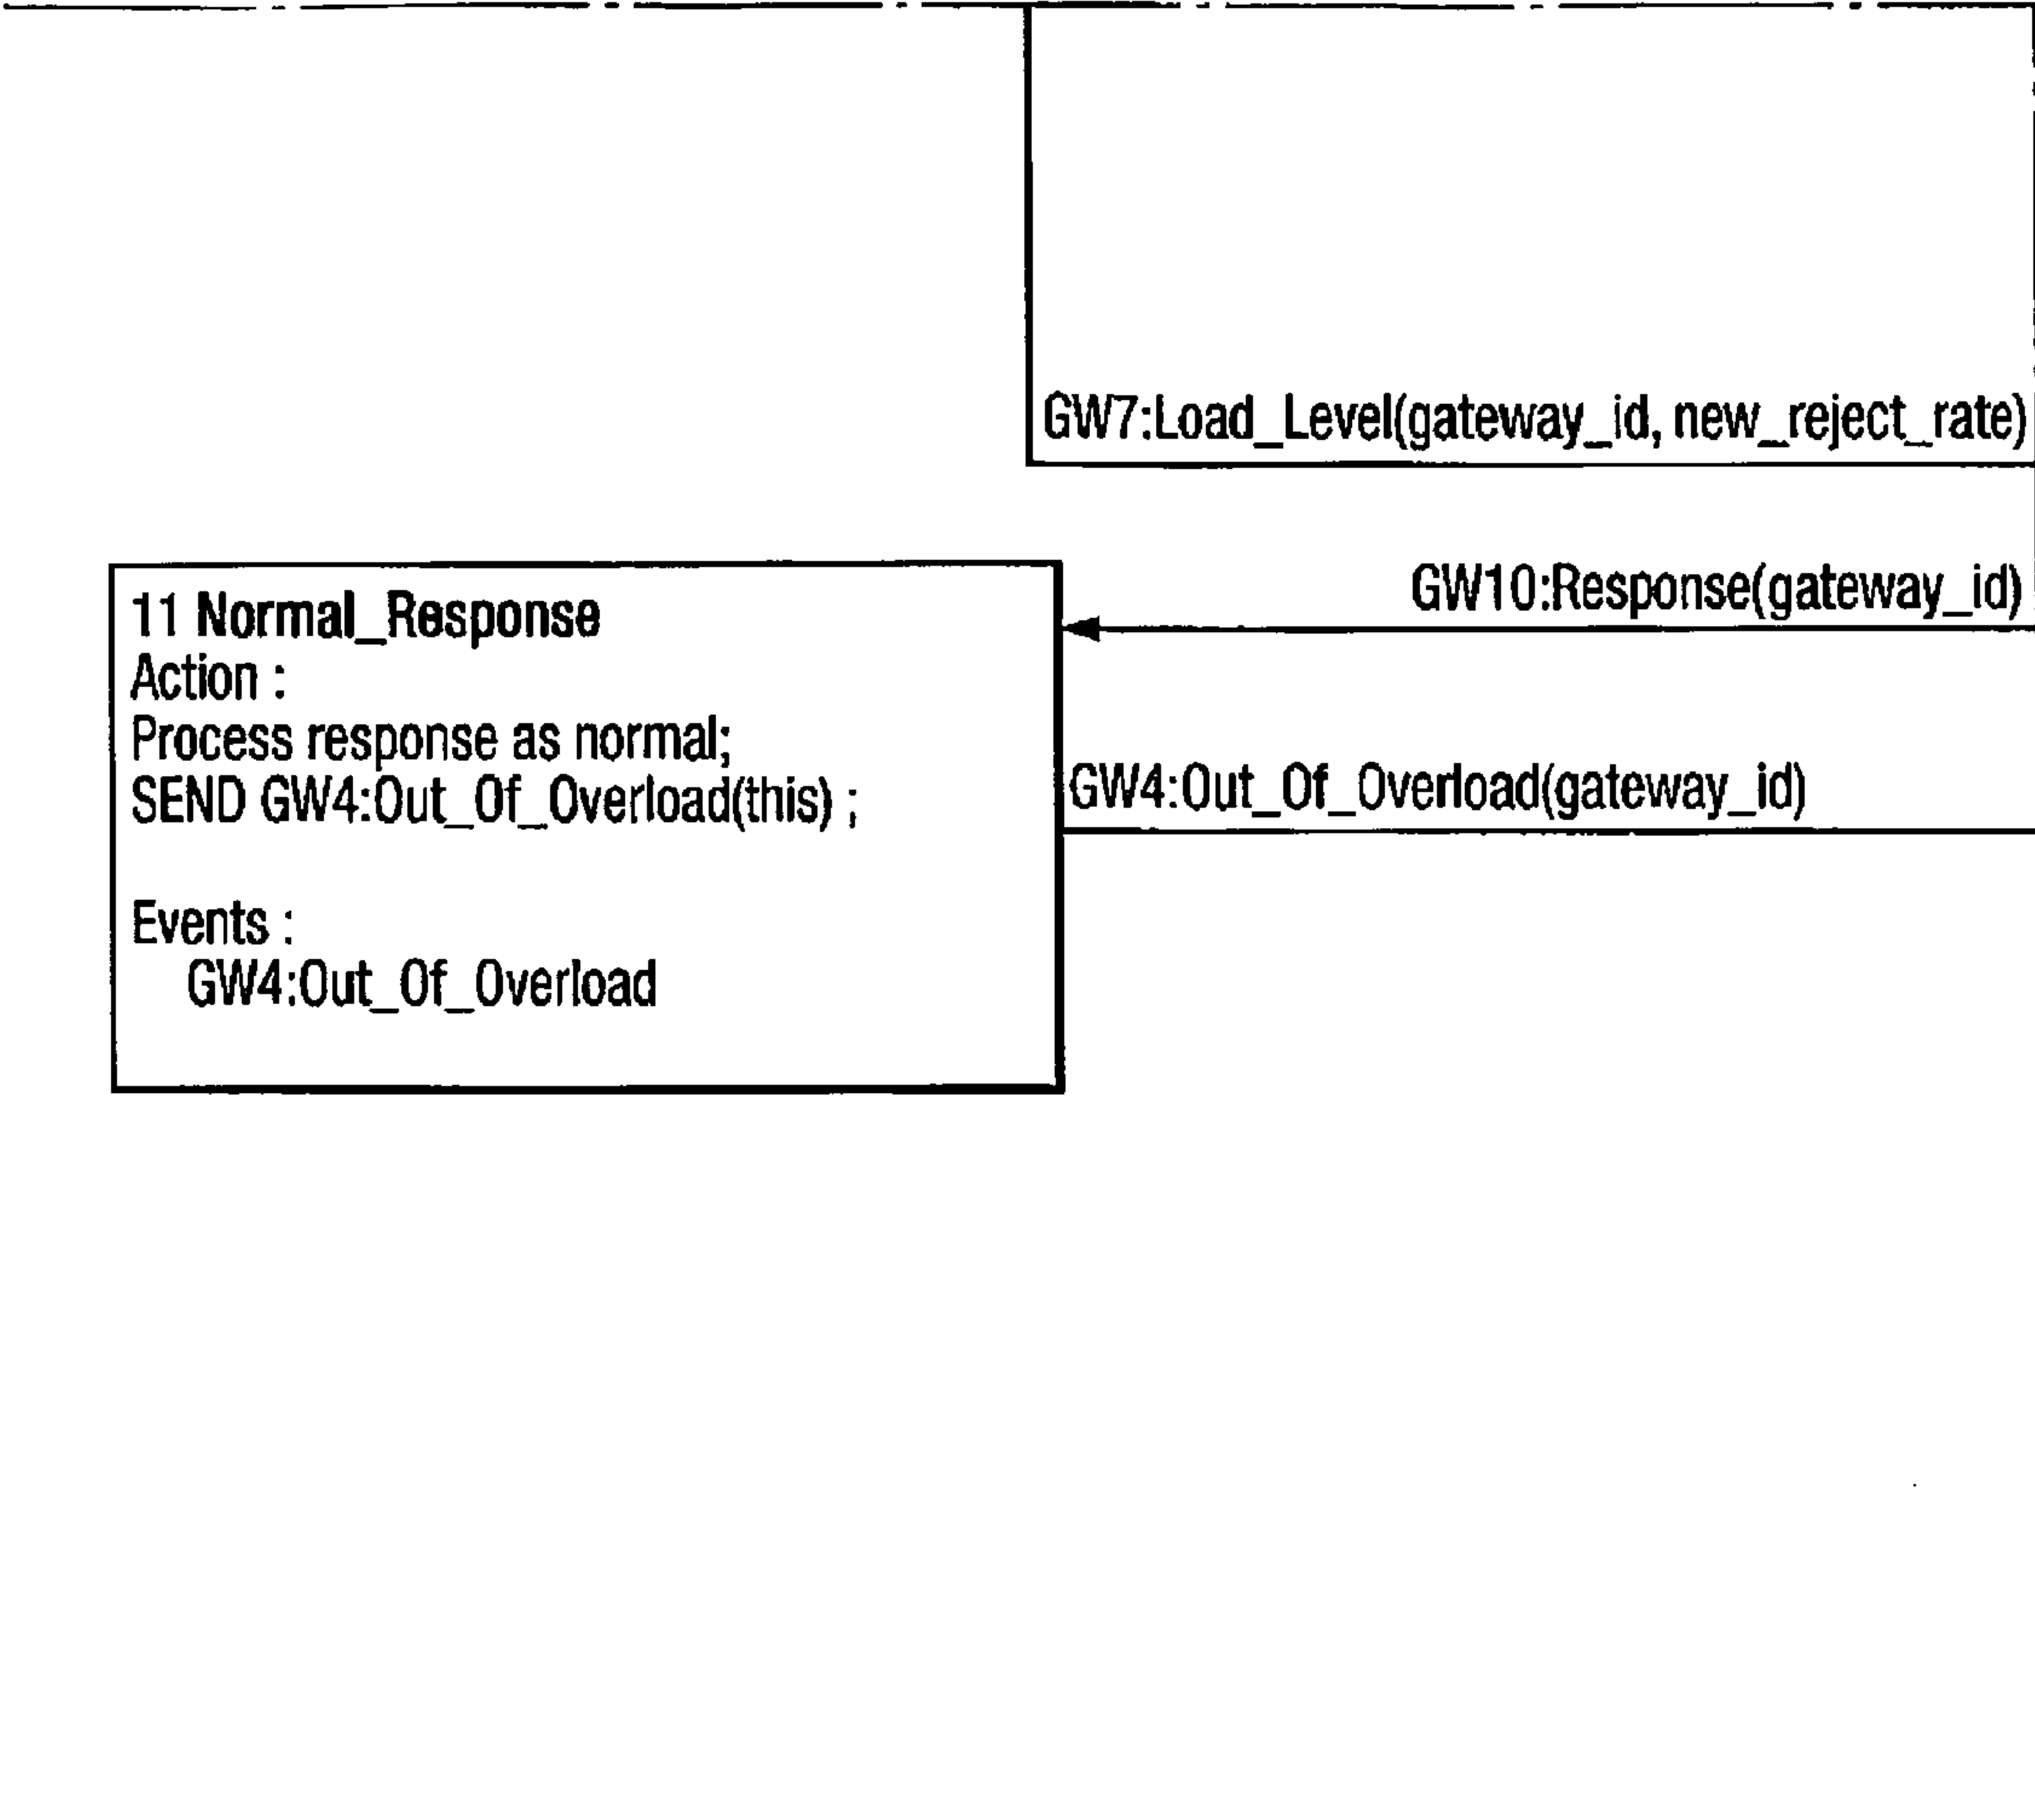 GW7:Load_Level(gateway_id, new_reject_rate)
GW10:Response(gateway_id)
11 Normal_Response
Action :
Process response as normal;
SEND GW4:Out_Of_Overload(this) ;
GW4:Out_Of_Overload(gateway_id)
Events :
GW4:Out_Of_Overload